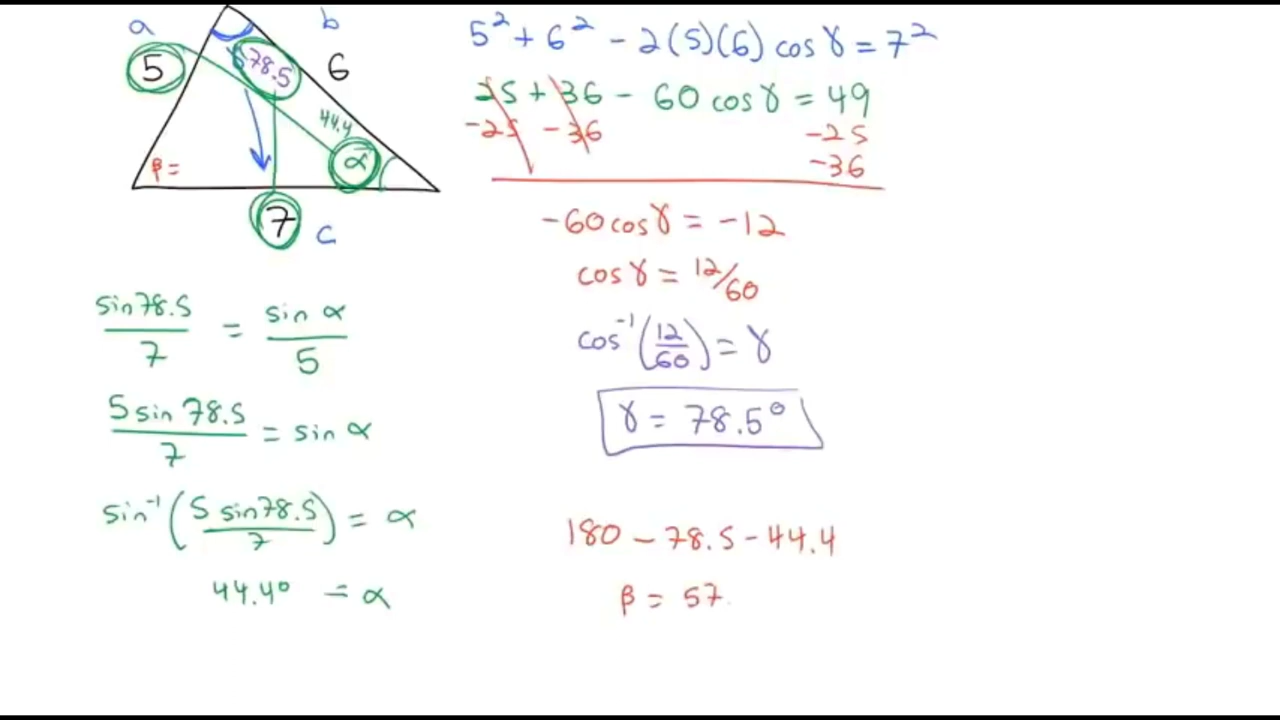 a
b
5
78.5
6
44.4
α
β =
7
c
5² + 6² - 2(5)(6) cos γ = 7²
25 + 36 - 60 cos γ = 49
-25 -36 -25
-36
-60 cos γ = -12
cos γ = 12/60
cos⁻¹(12/60) = γ
γ = 78.5°
sin 78.5/7 = sin α/5
5 sin 78.5/7 = sin α
sin⁻¹(5 sin 78.5/7) = α
44.4° = α
180 - 78.5 - 44.4
β = 57.